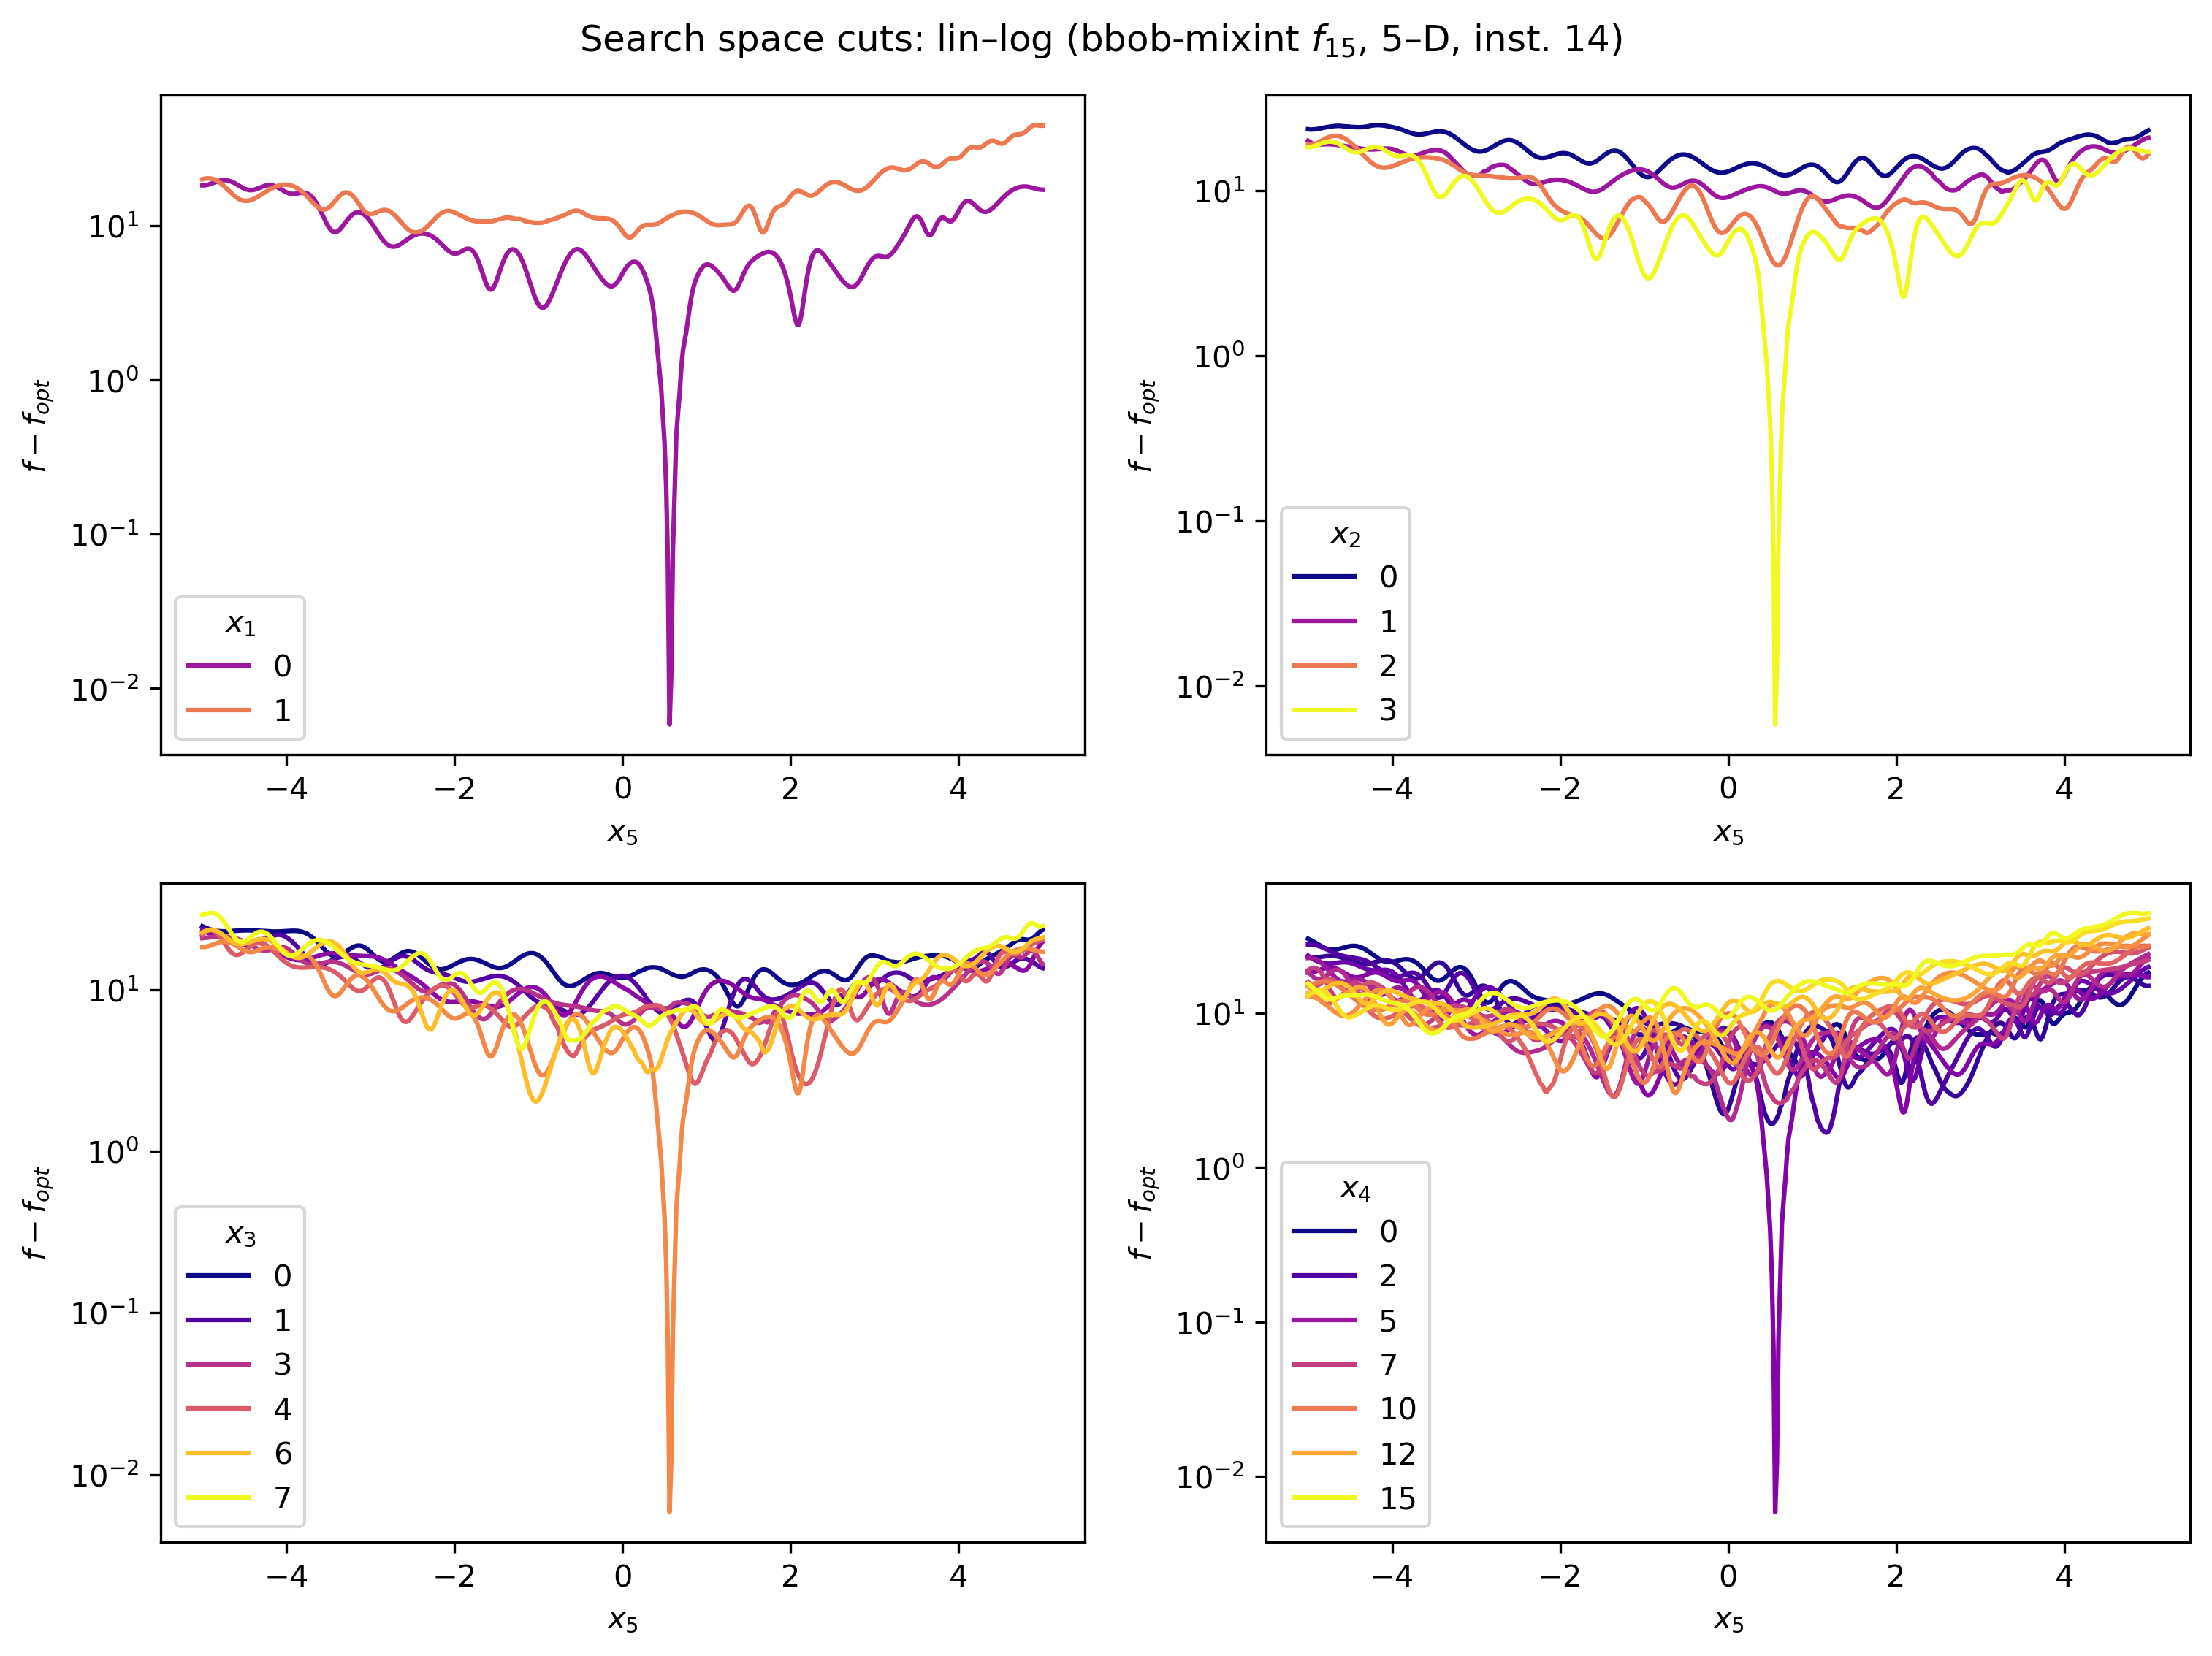 Search space cuts: lin–log (bbob-mixint f15, 5–D, inst. 14)
f − fopt
10^1
10^0
10^−1
10^−2
x1
0
1
−4 −2 0 2 4
x5
f − fopt
10^1
10^0
10^−1
10^−2
x2
0
1
2
3
−4 −2 0 2 4
x5
f − fopt
10^1
10^0
10^−1
10^−2
x3
0
1
3
4
6
7
−4 −2 0 2 4
x5
f − fopt
10^1
10^0
10^−1
10^−2
x4
0
2
5
7
10
12
15
−4 −2 0 2 4
x5